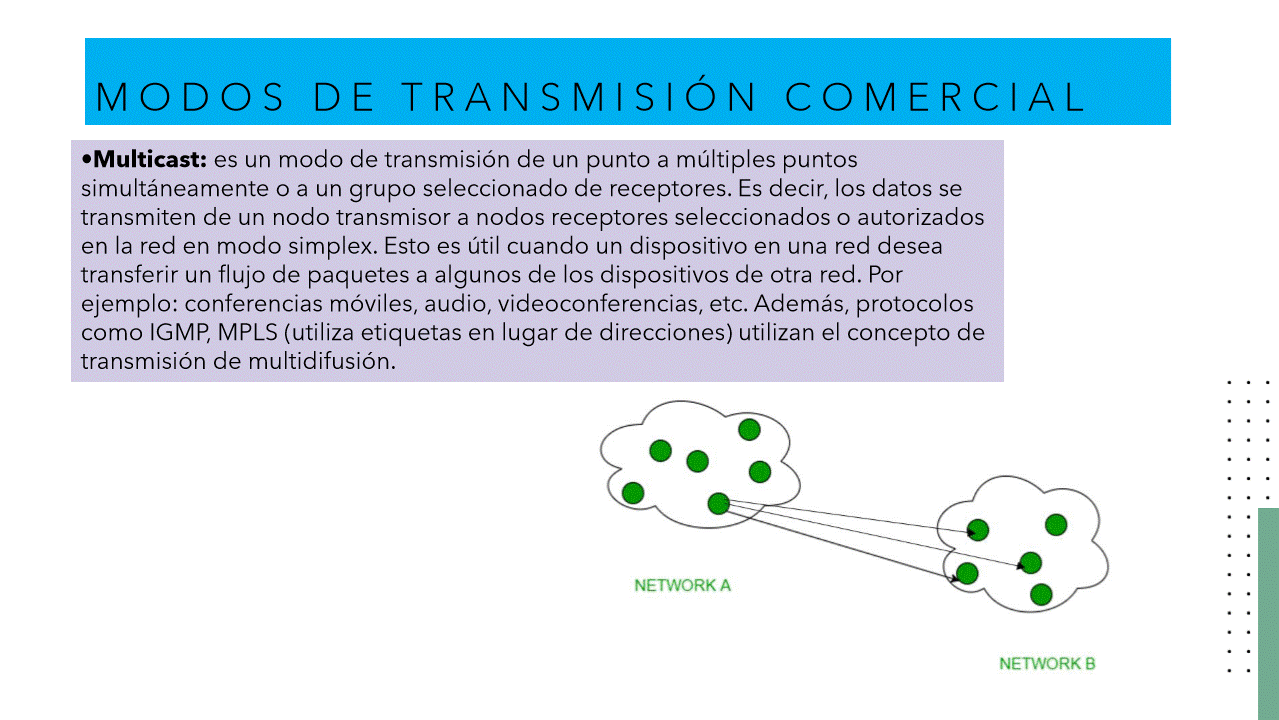 MODOS DE TRANSMISIÓN COMERCIAL
•Multicast: es un modo de transmisión de un punto a múltiples puntos
simultáneamente o a un grupo seleccionado de receptores. Es decir, los datos se
transmiten de un nodo transmisor a nodos receptores seleccionados o autorizados
en la red en modo simplex. Esto es útil cuando un dispositivo en una red desea
transferir un flujo de paquetes a algunos de los dispositivos de otra red. Por
ejemplo: conferencias móviles, audio, videoconferencias, etc. Además, protocolos
como IGMP, MPLS (utiliza etiquetas en lugar de direcciones) utilizan el concepto de
transmisión de multidifusión.
NETWORK A
NETWORK B